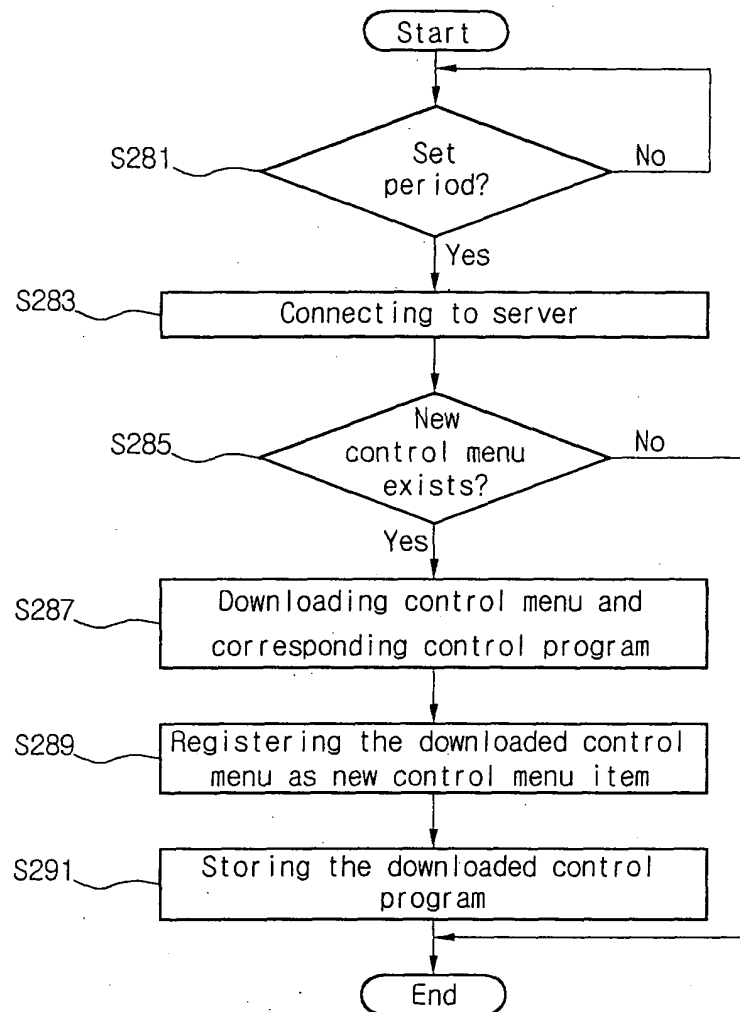 Start
S281
Set
period?
No
Yes
S283
Connecting to server
S285
New
control menu
exists?
No
Yes
S287
Downloading control menu and
corresponding control program
S289
Registering the downloaded control
menu as new control menu item
S291
Storing the downloaded control
program
End